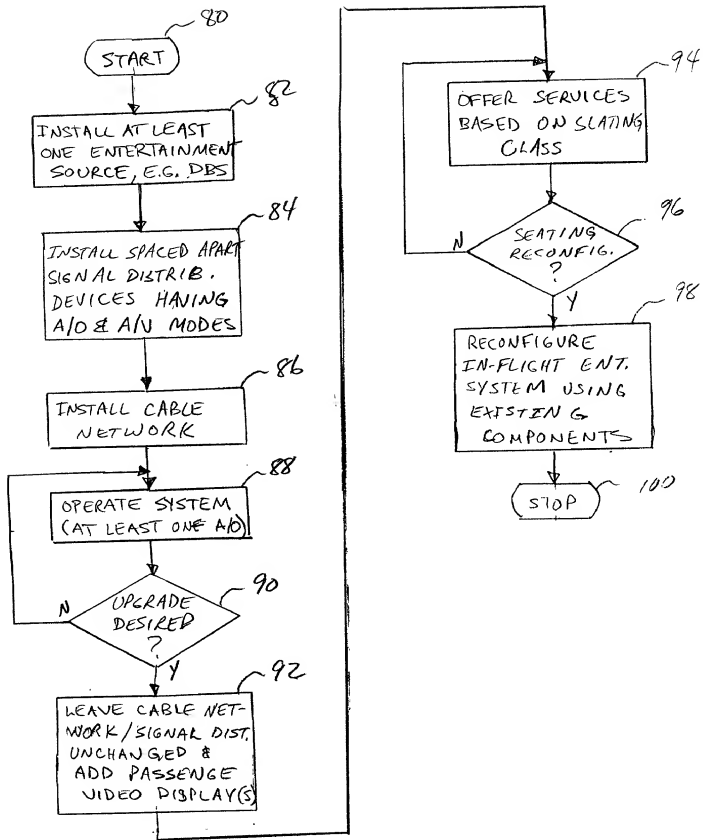 80
START
82
INSTALL AT LEAST
ONE ENTERTAINMENT
SOURCE, E.G. DBS
84
INSTALL SPACED APART
SIGNAL DISTRIB.
DEVICES HAVING
A/O & A/V MODES
86
INSTALL CABLE
NETWORK
88
OPERATE SYSTEM
(AT LEAST ONE A/O)
90
UPGRADE
DESIRED
?
N
Y
92
LEAVE CABLE NET-
WORK/SIGNAL DIST.
UNCHANGED &
ADD PASSENGE
VIDEO DISPLAY(S)
94
OFFER SERVICES
BASED ON SEATING
CLASS
96
SEATING
RECONFIG.
?
N
Y
98
RECONFIGURE
IN-FLIGHT ENT.
SYSTEM USING
EXISTING
COMPONENTS
100
STOP